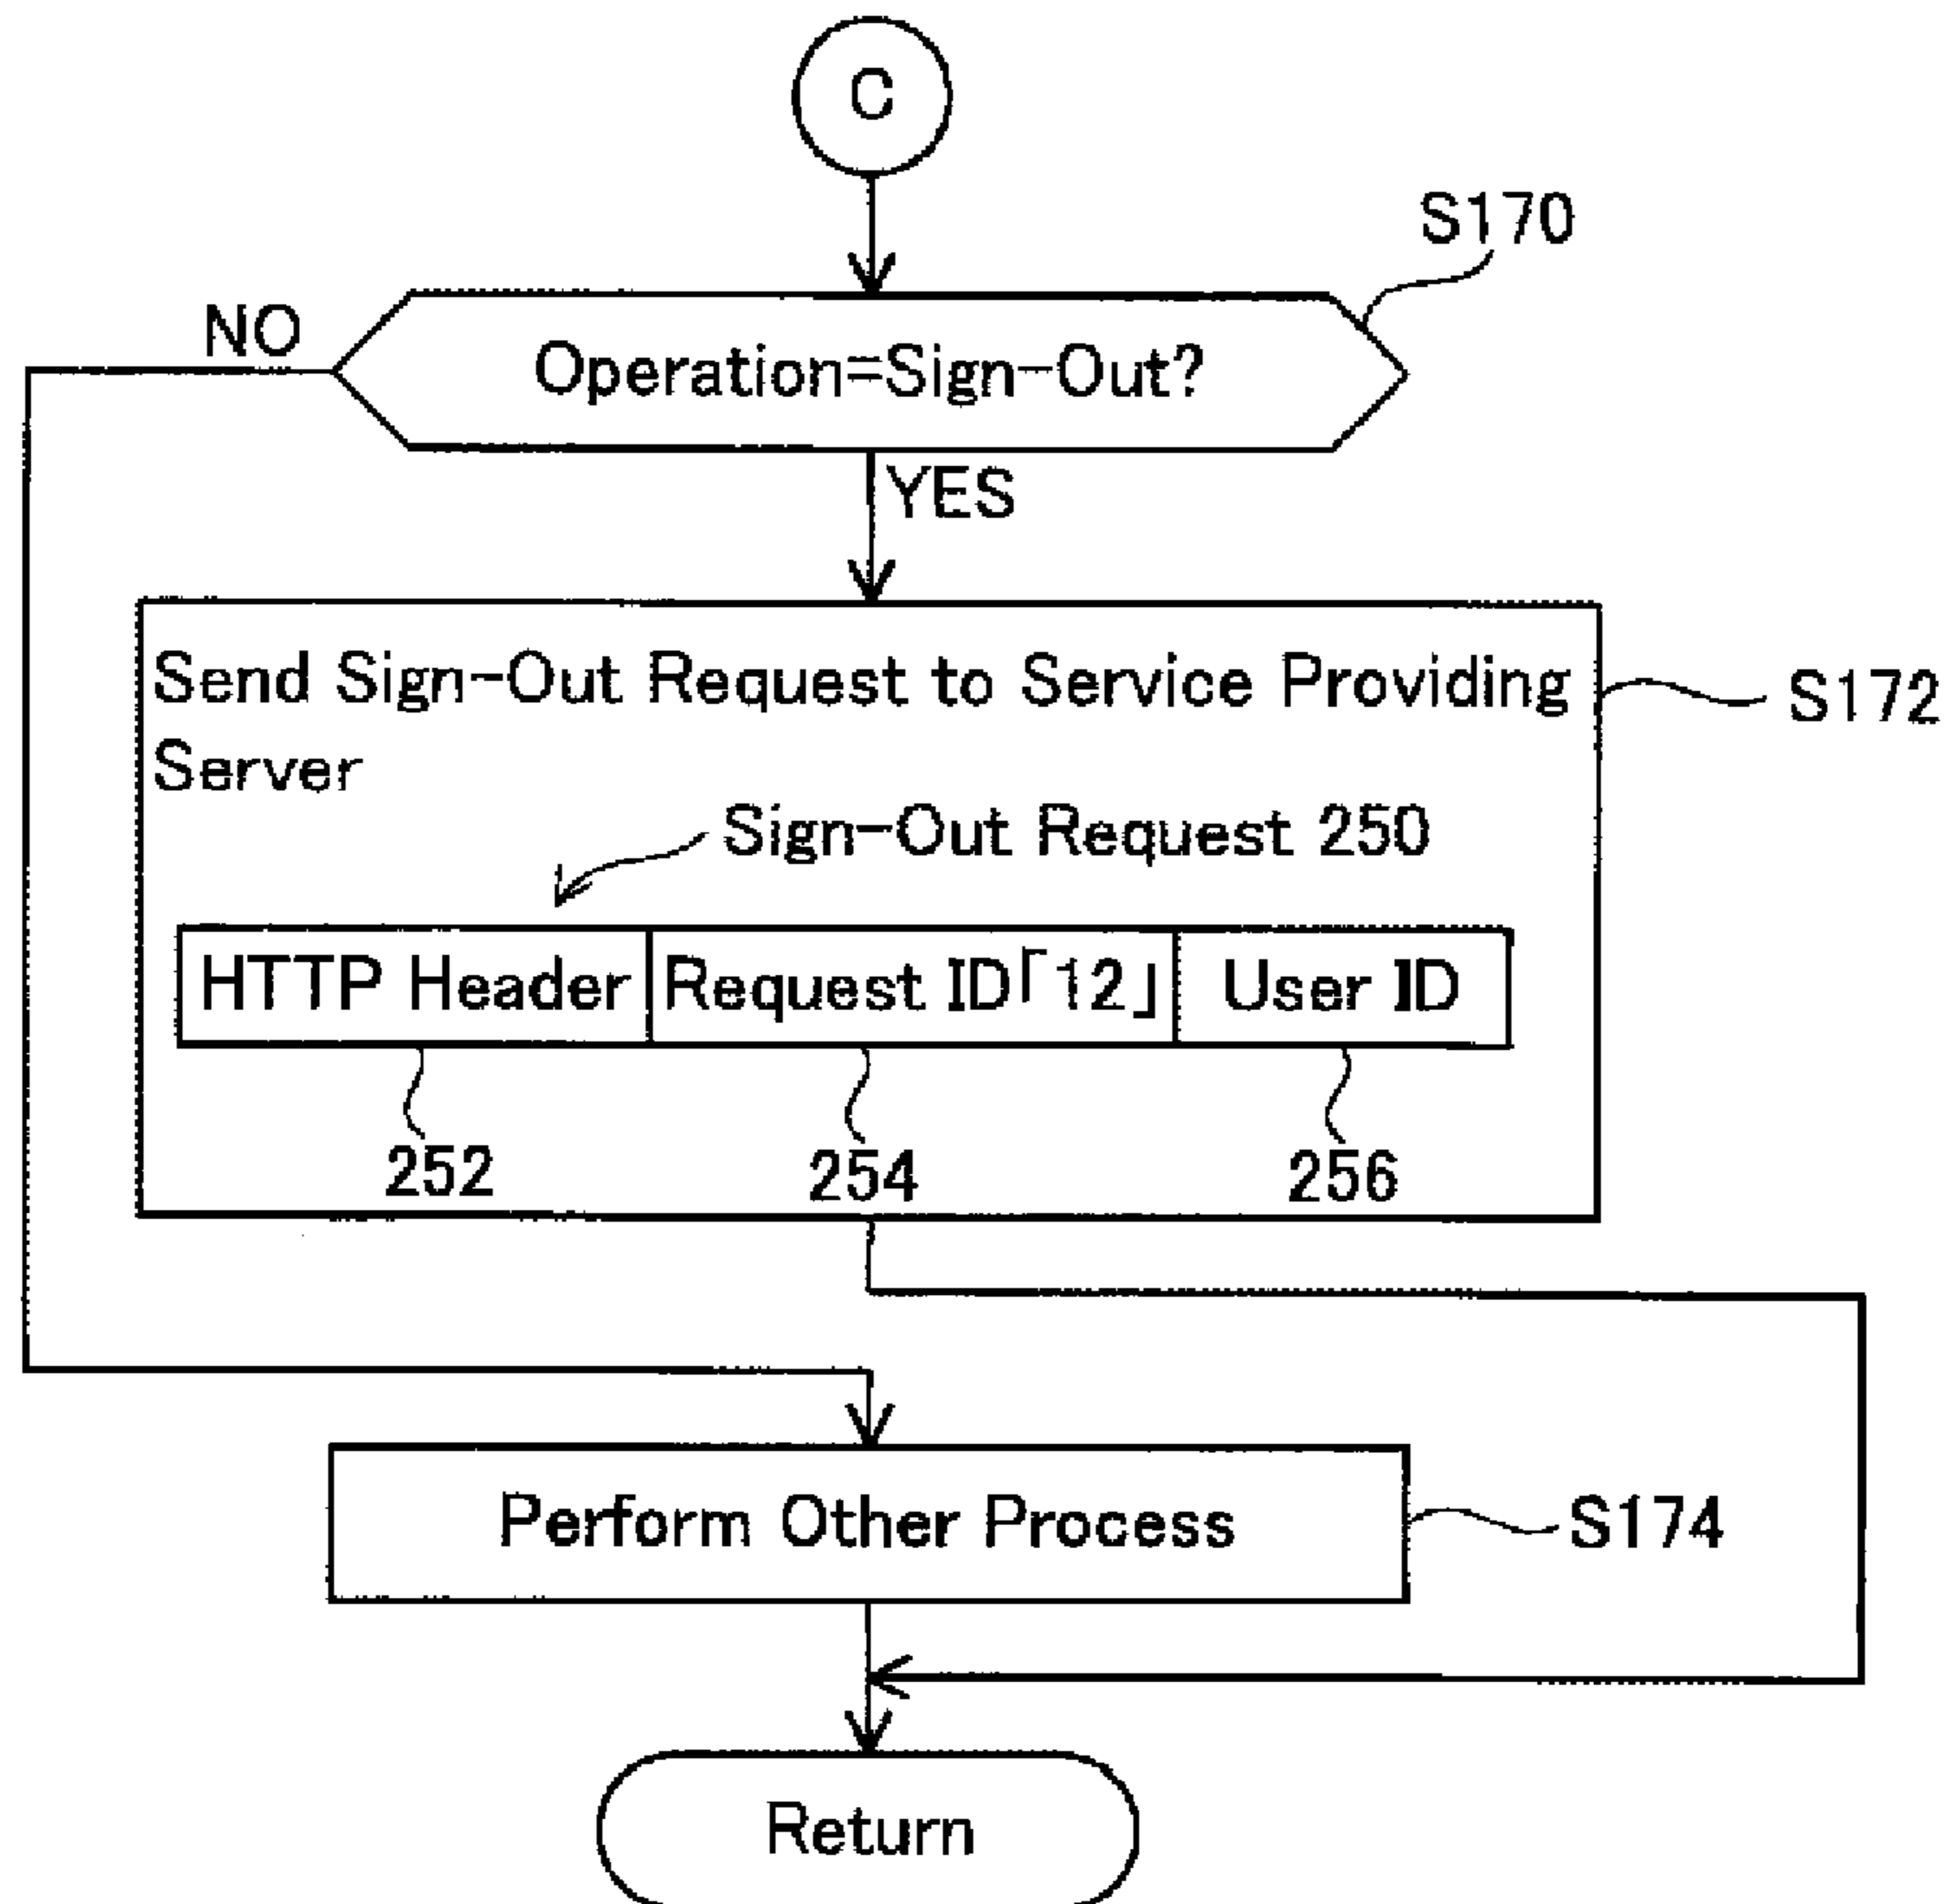 C
S170
NO
Operation=Sign-Out?
YES
Send Sign-Out Request to Service Providing
Server
S172
Sign-Out Request 250
HTTP Header
Request ID「12」
User ID
252
254
256
Perform Other Process
S174
Return